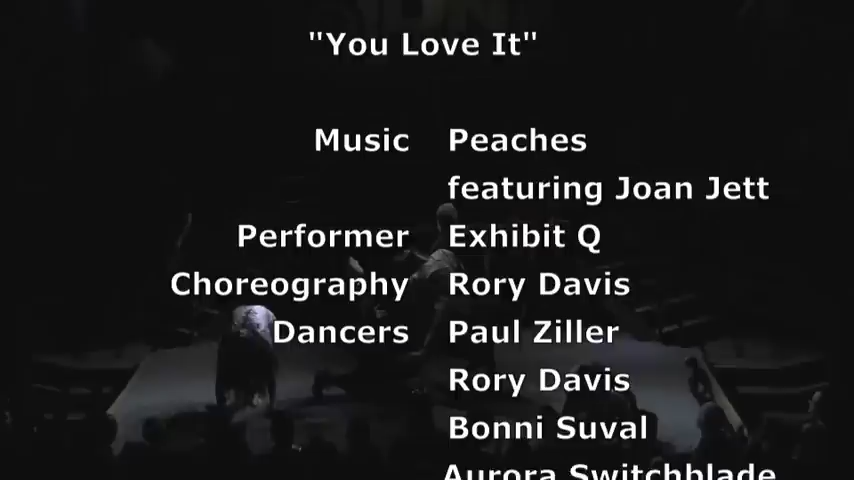 "You Love It"
Music Peaches
featuring Joan Jett
Performer Exhibit Q
Choreography Rory Davis
Dancers Paul Ziller
Rory Davis
Bonni Suval
Aurora Switchblade